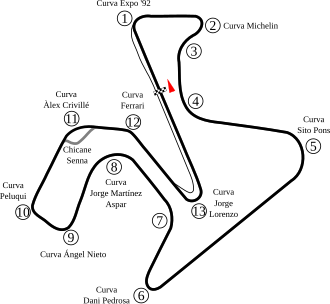 Curva Expo '92
1
2
Curva Michelin
3
4
Curva
Sito Pons
5
Curva
Dani Pedrosa
6
7
Curva
Jorge Martínez
Aspar
8
Curva Ángel Nieto
9
Curva
Peluqui
10
Curva
Àlex Crivillé
11
Chicane
Senna
Curva
Ferrari
12
Curva
Jorge
Lorenzo
13